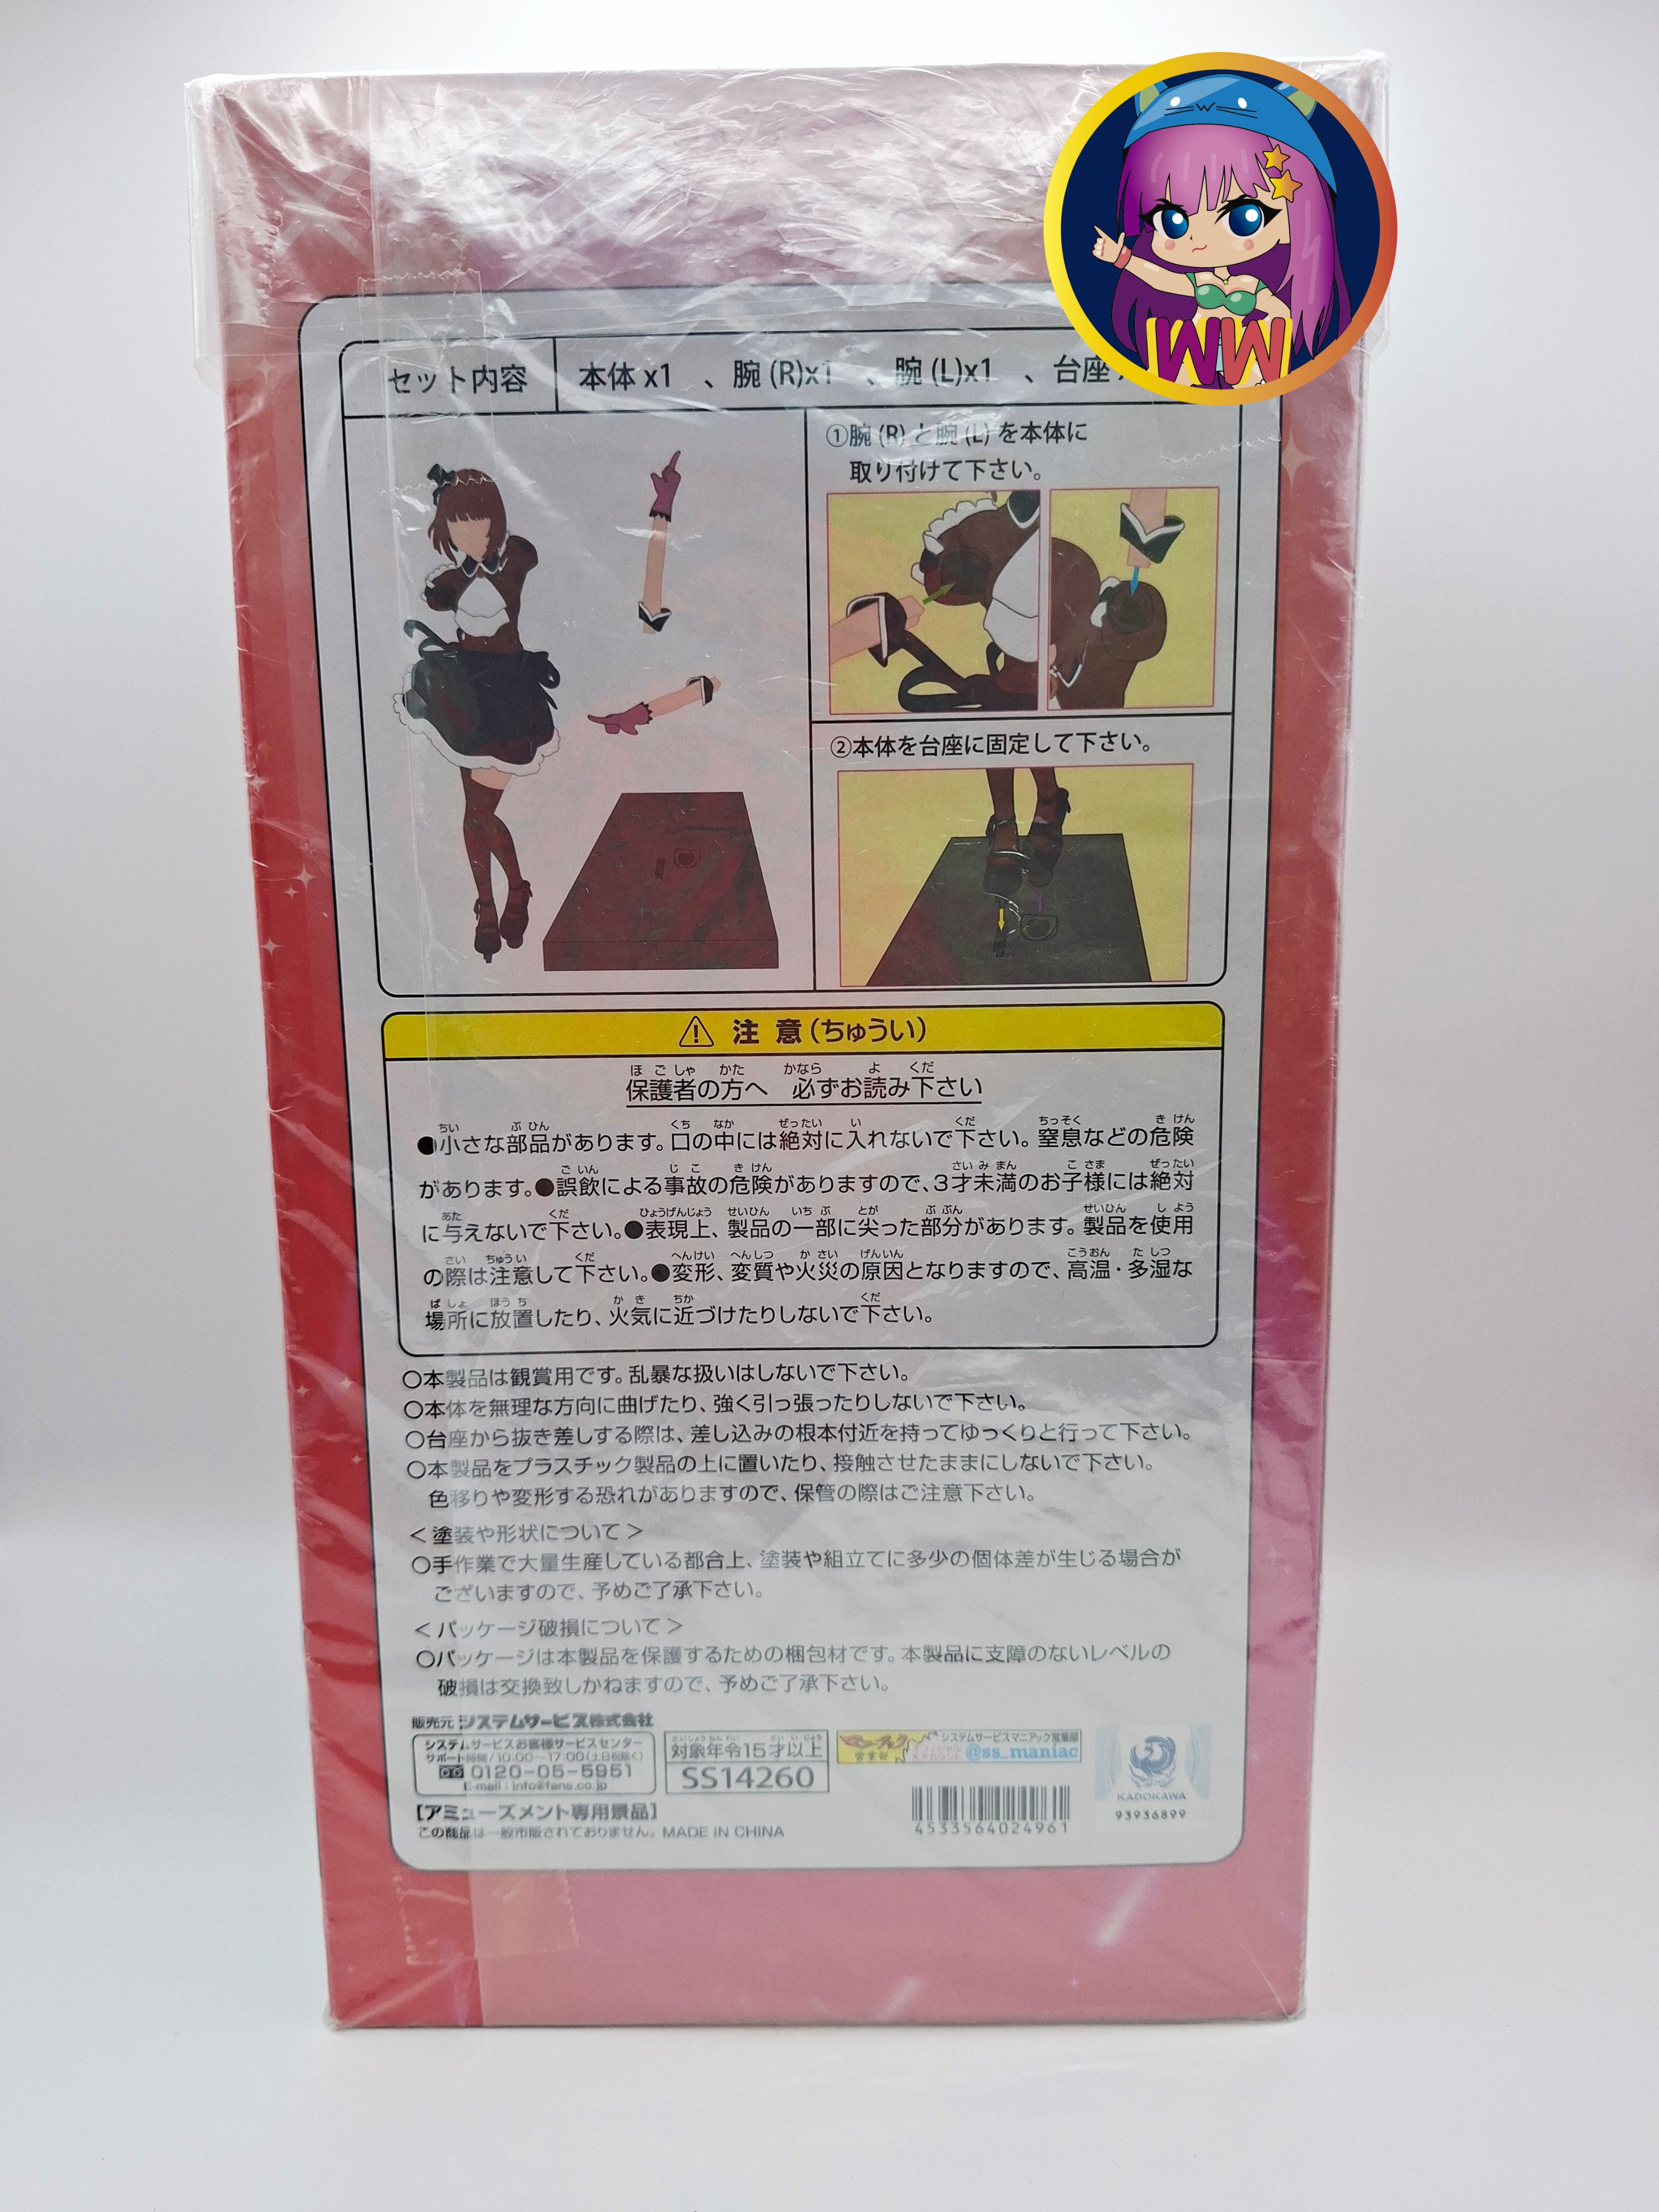 WW
セット内容
本体 x1 、腕 (R)x1 、腕 (L)x1 、台座
①腕 (R) と腕 (L) を本体に
取り付けて下さい。
②本体を台座に固定して下さい。
注 意(ちゅうい)
保護者の方へ 必ずお読み下さい
●小さな部品があります。口の中には絶対に入れないで下さい。窒息などの危険
があります。●誤飲による事故の危険がありますので、3才未満のお子様には絶対
に与えないで下さい。●表現上、製品の一部に尖った部分があります。製品を使用
の際は注意して下さい。●変形、変質や火災の原因となりますので、高温・多湿な
場所に放置したり、火気に近づけたりしないで下さい。
○本製品は観賞用です。乱暴な扱いはしないで下さい。
○本体を無理な方向に曲げたり、強く引っ張ったりしないで下さい。
○台座から抜き差しする際は、差し込みの根本付近を持ってゆっくりと行って下さい。
○本製品をプラスチック製品の上に置いたり、接触させたままにしないで下さい。
色移りや変形する恐れがありますので、保管の際はご注意下さい。
＜塗装や形状について＞
○手作業で大量生産している都合上、塗装や組立てに多少の個体差が生じる場合が
ございますので、予めご了承下さい。
＜パッケージ破損について＞
○パッケージは本製品を保護するための梱包材です。本製品に支障のないレベルの
破損は交換致しかねますので、予めご了承下さい。
販売元 システムサービス株式会社
システムサービスお客様サービスセンター
サポート時間/10:00～17:00(土日祝除く)
0120-05-5951
E-mail : info@fans.co.jp
対象年令15才以上
SS14260
マニアック
営業部
システムサービスマニアック営業部
@ss_maniac
KADOKAWA
93936899
【アミューズメント専用景品】
この商品は一般市販されておりません。MADE IN CHINA
4533564024961